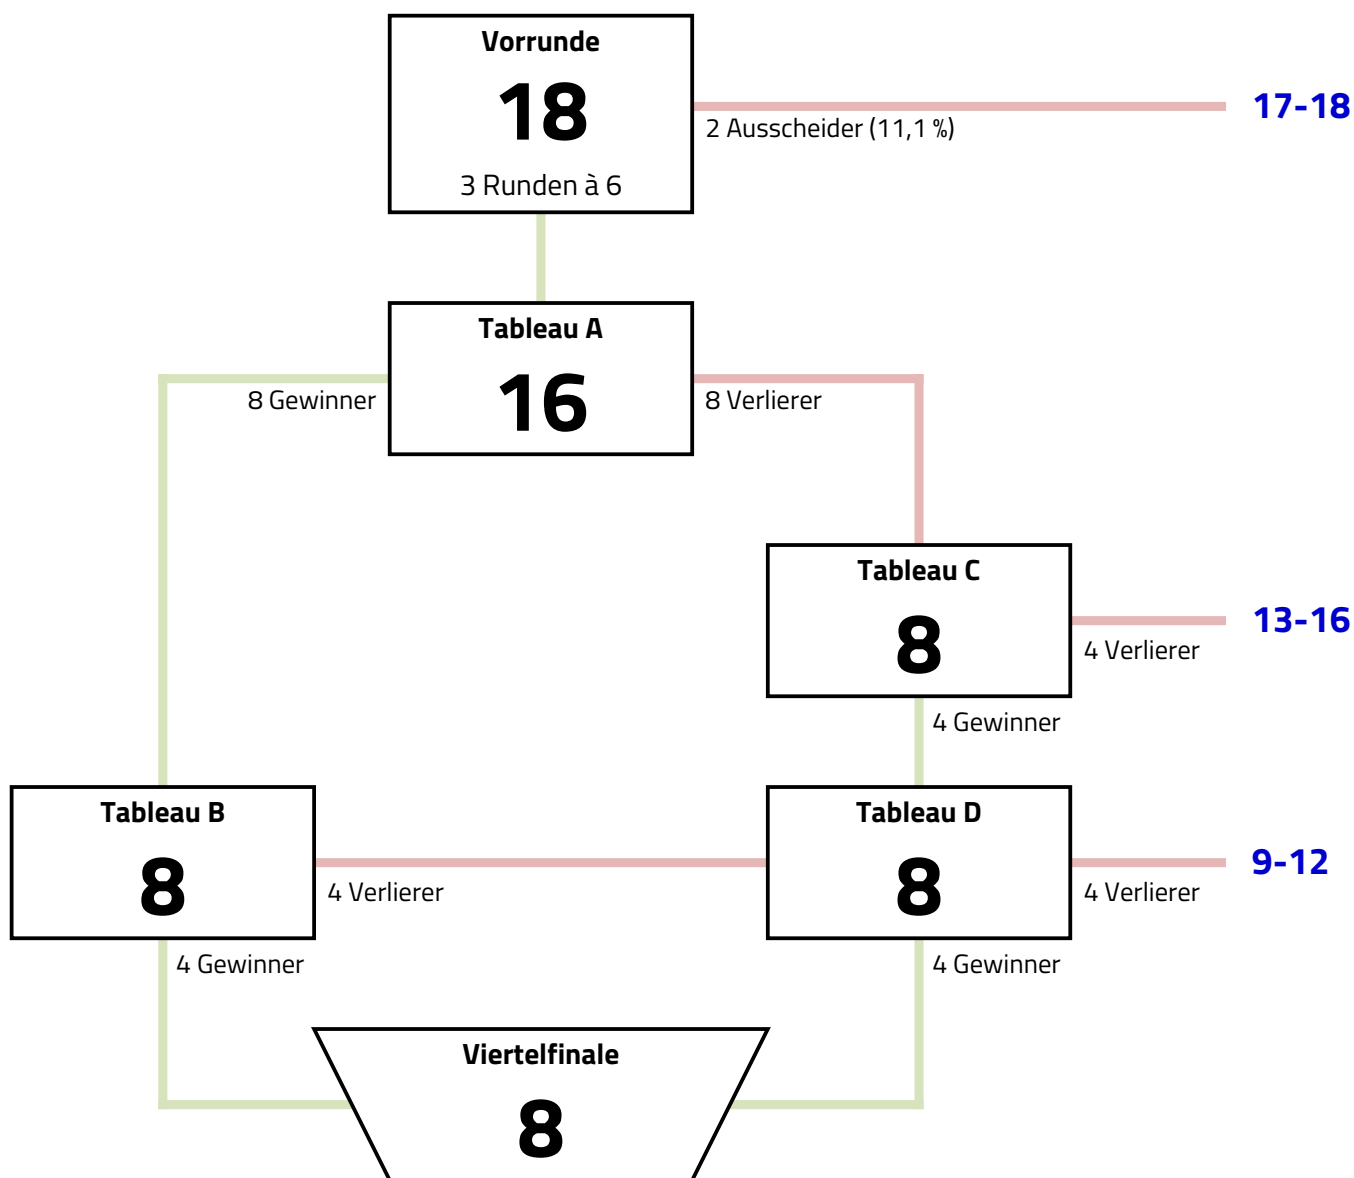 Vorrunde
18
3 Runden à 6
2 Ausscheider (11,1 %)
17-18
Tableau A
16
8 Gewinner
8 Verlierer
Tableau C
8
4 Verlierer
13-16
4 Gewinner
Tableau B
8
4 Verlierer
4 Gewinner
Tableau D
8
4 Verlierer
9-12
4 Gewinner
Viertelfinale
8